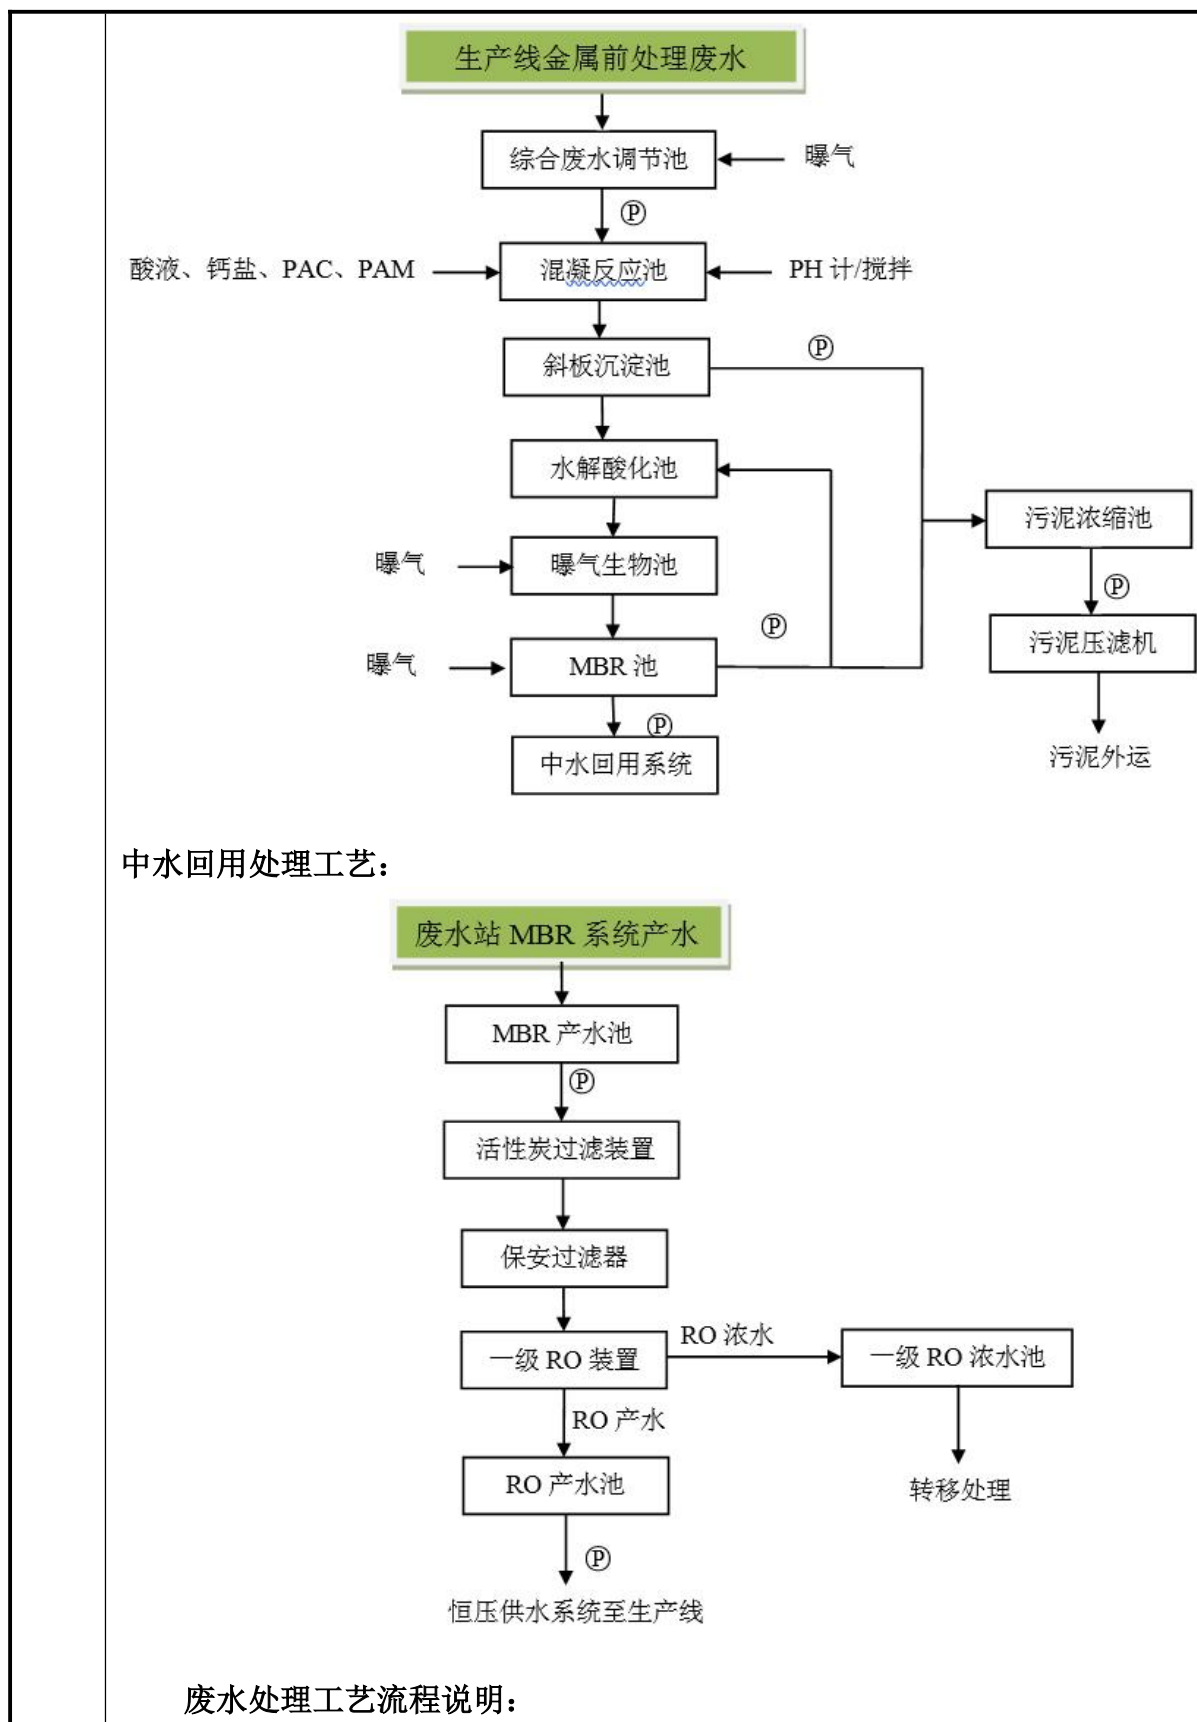 生产线金属前处理废水
综合废水调节池
曝气
Ⓟ
酸液、钙盐、PAC、PAM
混凝反应池
PH 计/搅拌
斜板沉淀池
Ⓟ
水解酸化池
污泥浓缩池
曝气
曝气生物池
Ⓟ
Ⓟ
污泥压滤机
曝气
MBR 池
Ⓟ
中水回用系统
污泥外运
中水回用处理工艺：
废水站 MBR 系统产水
MBR 产水池
Ⓟ
活性炭过滤装置
保安过滤器
RO 浓水
一级 RO 装置
一级 RO 浓水池
RO 产水
RO 产水池
转移处理
Ⓟ
恒压供水系统至生产线
废水处理工艺流程说明：